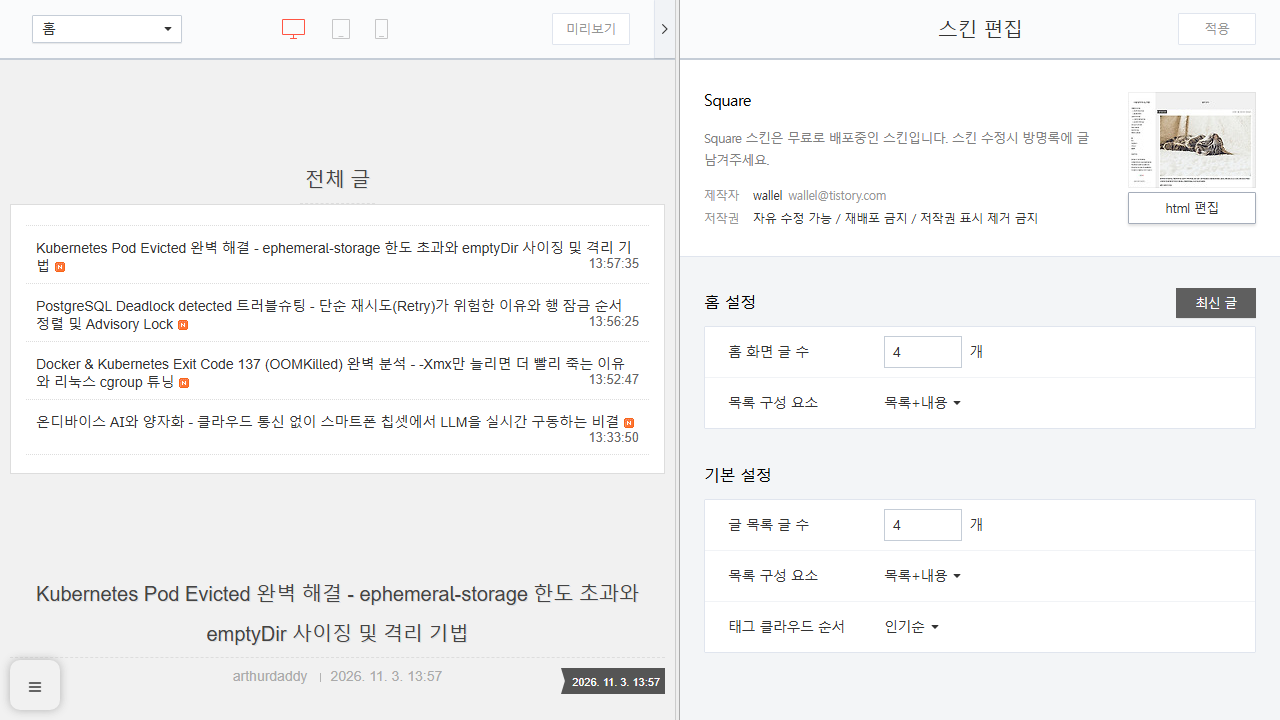 홈
미리보기
스킨 편집
적용
전체 글
Kubernetes Pod Evicted 완벽 해결 - ephemeral-storage 한도 초과와 emptyDir 사이징 및 격리 기
법 N
13:57:35
PostgreSQL Deadlock detected 트러블슈팅 - 단순 재시도(Retry)가 위험한 이유와 행 잠금 순서
정렬 및 Advisory Lock N
13:56:25
Docker & Kubernetes Exit Code 137 (OOMKilled) 완벽 분석 - -Xmx만 늘리면 더 빨리 죽는 이유
와 리눅스 cgroup 튜닝 N
13:52:47
온디바이스 AI와 양자화 - 클라우드 통신 없이 스마트폰 칩셋에서 LLM을 실시간 구동하는 비결 N
13:33:50
Kubernetes Pod Evicted 완벽 해결 - ephemeral-storage 한도 초과와
emptyDir 사이징 및 격리 기법
arthurdaddy | 2026. 11. 3. 13:57
2026. 11. 3. 13:57
Square
Square 스킨은 무료로 배포중인 스킨입니다. 스킨 수정시 방명록에 글
남겨주세요.
제작자 wallel wallel@tistory.com
저작권 자유 수정 가능 / 재배포 금지 / 저작권 표시 제거 금지
html 편집
홈 설정
최신 글
홈 화면 글 수 4 개
목록 구성 요소 목록+내용
기본 설정
글 목록 글 수 4 개
목록 구성 요소 목록+내용
태그 클라우드 순서 인기순